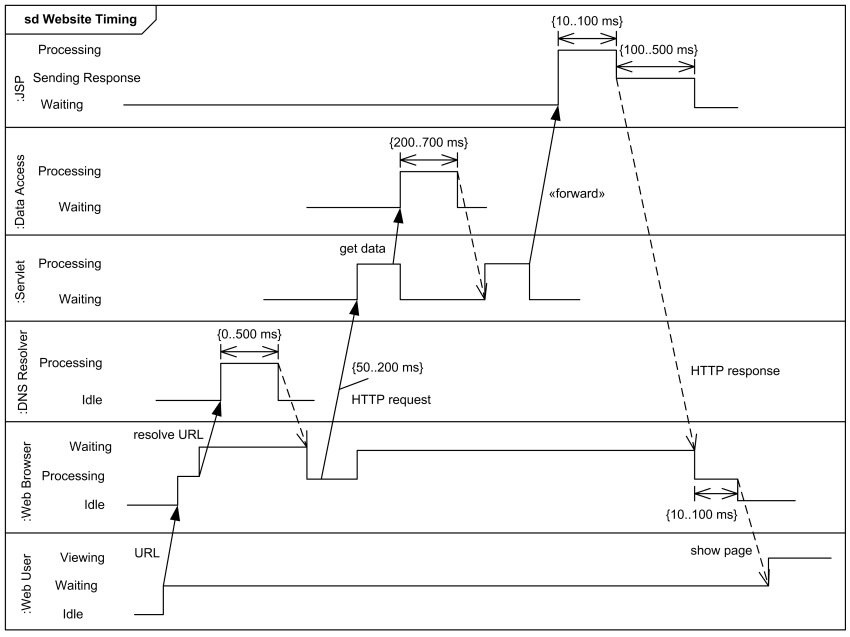 sd Website Timing
{10..100 ms}
{100..500 ms}
:JSP
Processing
Sending Response
Waiting
{200..700 ms}
:Data Access
Processing
Waiting
«forward»
get data
:Servlet
Processing
Waiting
{0..500 ms}
:DNS Resolver
Processing
Idle
{50..200 ms}
HTTP request
HTTP response
resolve URL
:Web Browser
Waiting
Processing
Idle
{10..100 ms}
URL
show page
:Web User
Viewing
Waiting
Idle